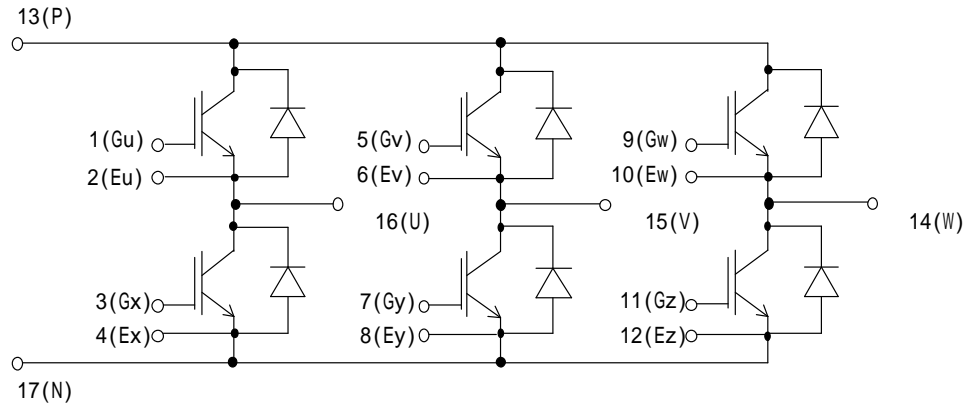 13(P)
1(Gu)
5(Gv)
9(Gw)
2(Eu)
6(Ev)
10(Ew)
16(U)
15(V)
14(W)
3(Gx)
7(Gy)
11(Gz)
4(Ex)
8(Ey)
12(Ez)
17(N)